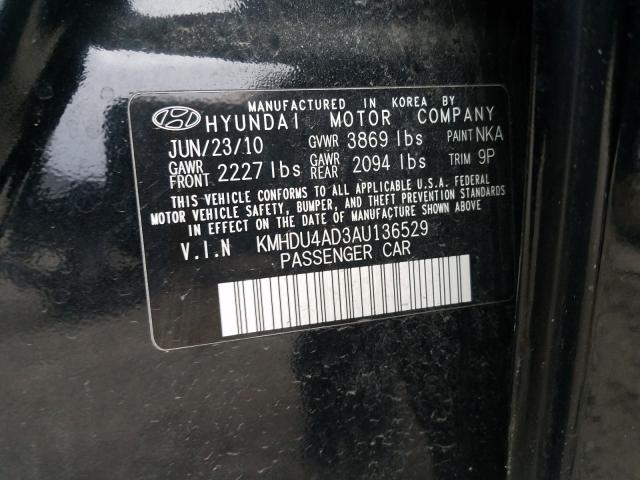 MANUFACTURED IN KOREA BY
HYUNDAI MOTOR COMPANY
JUN/23/10 GVWR 3869 lbs PAINT NKA
GAWR FRONT 2227 lbs GAWR REAR 2094 lbs TRIM 9P
THIS VEHICLE CONFORMS TO ALL APPLICABLE U.S.A. FEDERAL
MOTOR VEHICLE SAFETY, BUMPER, AND THEFT PREVENTION STANDARDS
IN EFFECT ON THE DATE OF MANUFACTURE SHOWN ABOVE
V.I.N KMHDU4AD3AU136529
PASSENGER CAR